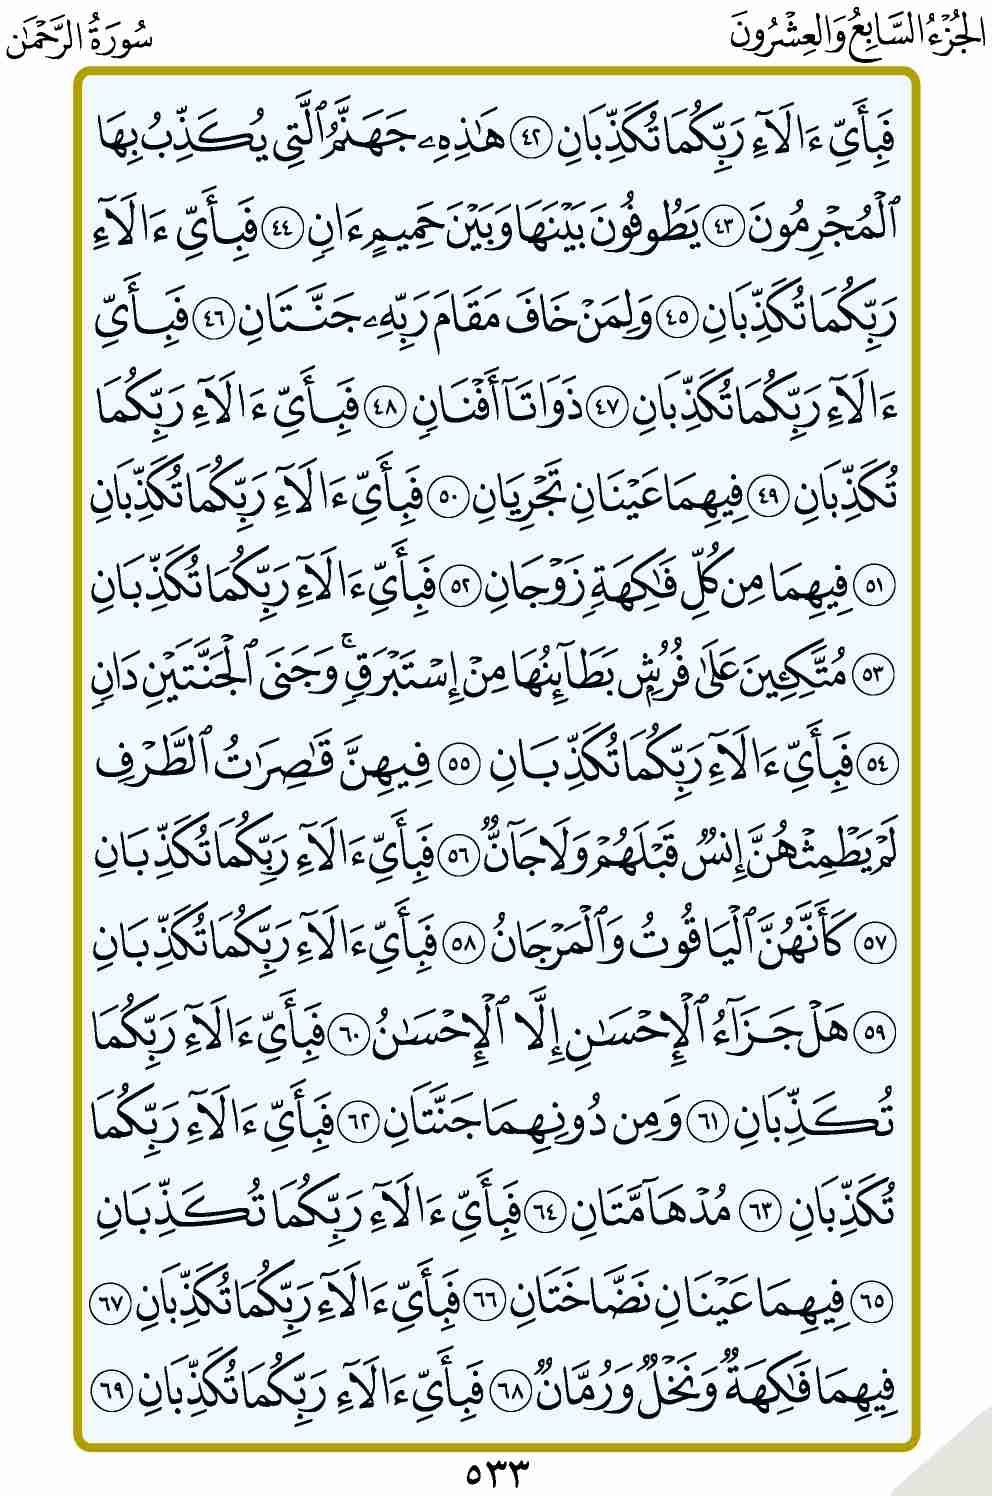 الجُزْءُ السَّابِعُ وَالعِشْرُونَ
سُورَةُ الرَّحْمَٰن
فَبِأَيِّ ءَالَآءِ رَبِّكُمَا تُكَذِّبَانِ ٤٢ هَٰذِهِۦ جَهَنَّمُ ٱلَّتِي يُكَذِّبُ بِهَا
ٱلْمُجْرِمُونَ ٤٣ يَطُوفُونَ بَيْنَهَا وَبَيْنَ حَمِيمٍ ءَانٍ ٤٤ فَبِأَيِّ ءَالَآءِ
رَبِّكُمَا تُكَذِّبَانِ ٤٥ وَلِمَنْ خَافَ مَقَامَ رَبِّهِۦ جَنَّتَانِ ٤٦ فَبِأَيِّ
ءَالَآءِ رَبِّكُمَا تُكَذِّبَانِ ٤٧ ذَوَاتَآ أَفْنَانٍ ٤٨ فَبِأَيِّ ءَالَآءِ رَبِّكُمَا
تُكَذِّبَانِ ٤٩ فِيهِمَا عَيْنَانِ تَجْرِيَانِ ٥٠ فَبِأَيِّ ءَالَآءِ رَبِّكُمَا تُكَذِّبَانِ
٥١ فِيهِمَا مِن كُلِّ فَٰكِهَةٍ زَوْجَانِ ٥٢ فَبِأَيِّ ءَالَآءِ رَبِّكُمَا تُكَذِّبَانِ
٥٣ مُتَّكِـِٔينَ عَلَىٰ فُرُشٍۭ بَطَآئِنُهَا مِنْ إِسْتَبْرَقٍ ۚ وَجَنَى ٱلْجَنَّتَيْنِ دَانٍ
٥٤ فَبِأَيِّ ءَالَآءِ رَبِّكُمَا تُكَذِّبَانِ ٥٥ فِيهِنَّ قَٰصِرَٰتُ ٱلطَّرْفِ
لَمْ يَطْمِثْهُنَّ إِنسٌ قَبْلَهُمْ وَلَا جَآنٌّ ٥٦ فَبِأَيِّ ءَالَآءِ رَبِّكُمَا تُكَذِّبَانِ
٥٧ كَأَنَّهُنَّ ٱلْيَاقُوتُ وَٱلْمَرْجَانُ ٥٨ فَبِأَيِّ ءَالَآءِ رَبِّكُمَا تُكَذِّبَانِ
٥٩ هَلْ جَزَآءُ ٱلْإِحْسَٰنِ إِلَّا ٱلْإِحْسَٰنُ ٦٠ فَبِأَيِّ ءَالَآءِ رَبِّكُمَا
تُكَذِّبَانِ ٦١ وَمِن دُونِهِمَا جَنَّتَانِ ٦٢ فَبِأَيِّ ءَالَآءِ رَبِّكُمَا
تُكَذِّبَانِ ٦٣ مُدْهَآمَّتَانِ ٦٤ فَبِأَيِّ ءَالَآءِ رَبِّكُمَا تُكَذِّبَانِ
٦٥ فِيهِمَا عَيْنَانِ نَضَّاخَتَانِ ٦٦ فَبِأَيِّ ءَالَآءِ رَبِّكُمَا تُكَذِّبَانِ ٦٧
فِيهِمَا فَٰكِهَةٌ وَنَخْلٌ وَرُمَّانٌ ٦٨ فَبِأَيِّ ءَالَآءِ رَبِّكُمَا تُكَذِّبَانِ ٦٩
٥٣٣